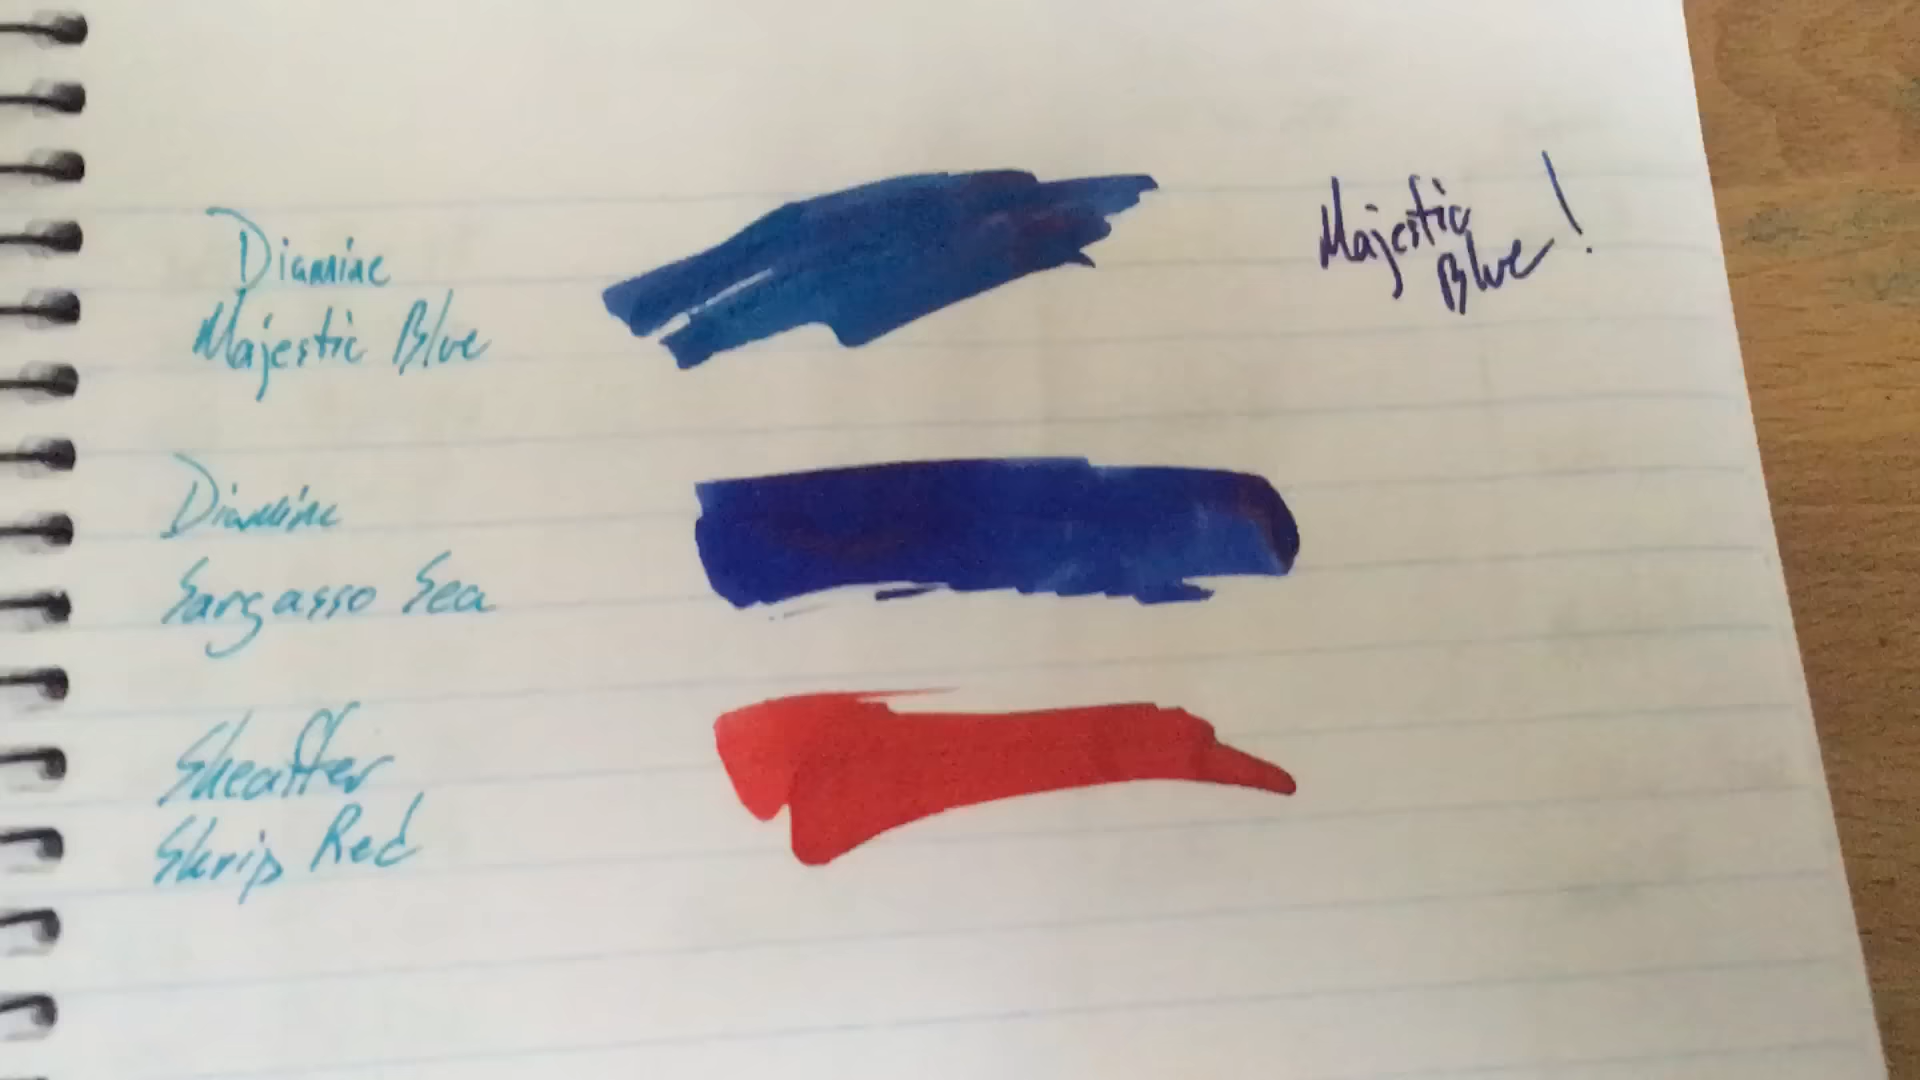 Diamine
Majestic Blue
Majestic
Blue!
Diamine
Sargasso Sea
Sheaffer
Skrip Red